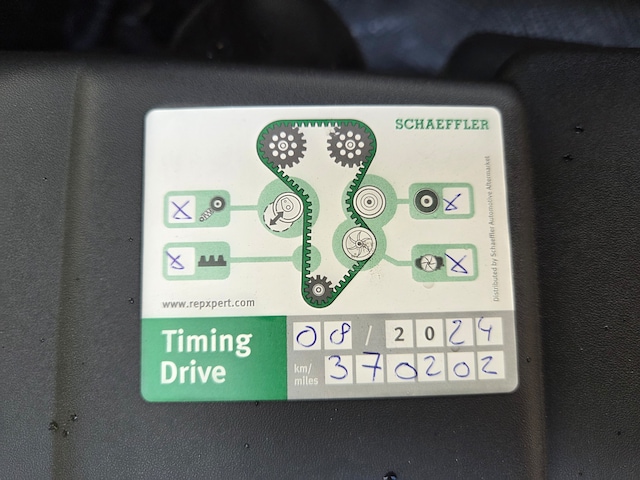 SCHAEFFLER
Distributed by Schaeffler Automotive Aftermarket
X
X
X
X
www.repxpert.com
Timing
Drive
08 / 2024
km/
miles
370202